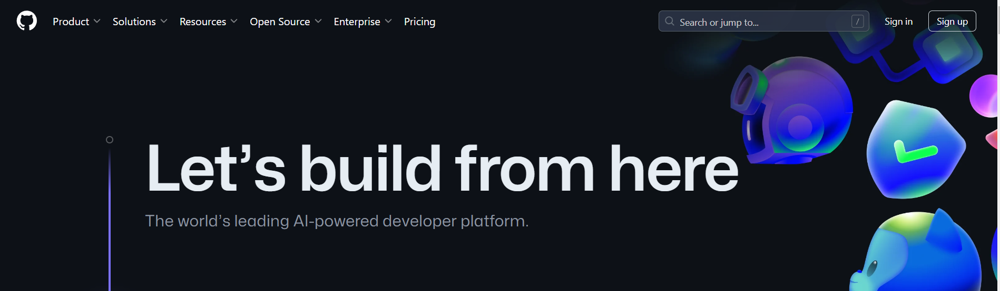 Product Solutions Resources Open Source Enterprise Pricing Search or jump to... / Sign in Sign up
Let’s build from here
The world’s leading AI-powered developer platform.